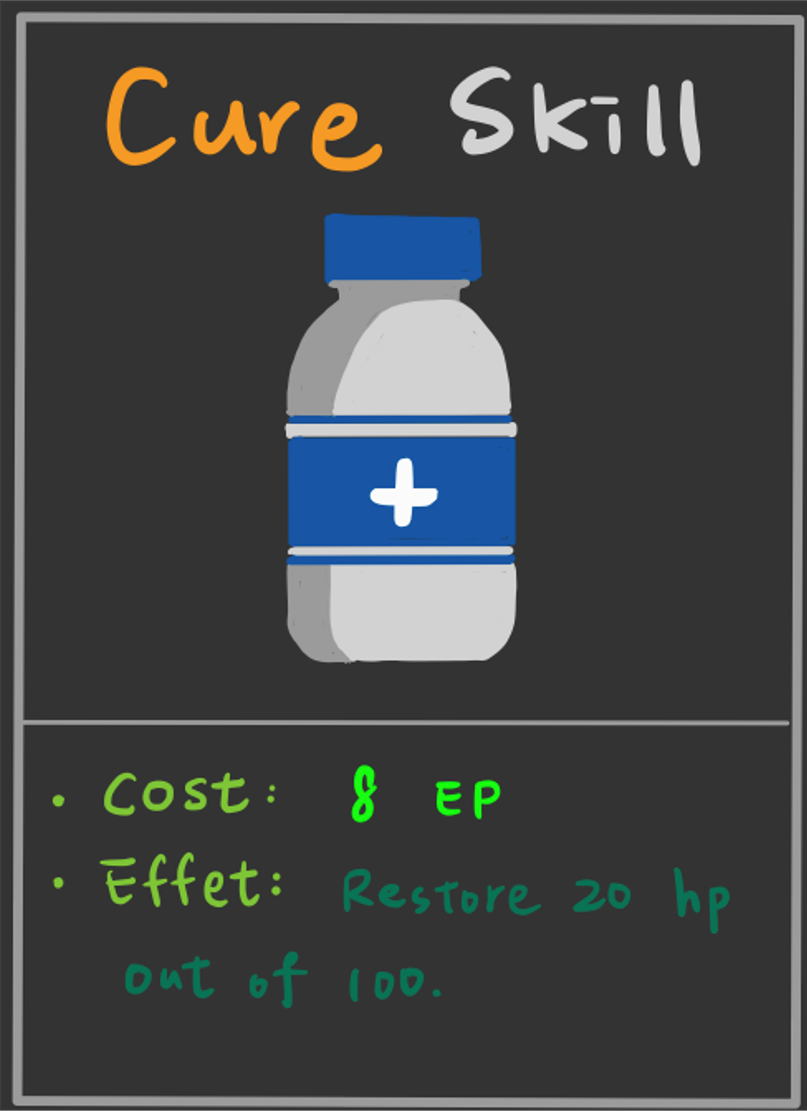 Cure Skill
• Cost: 8 EP
• Effet: Restore 20 hp
out of 100.